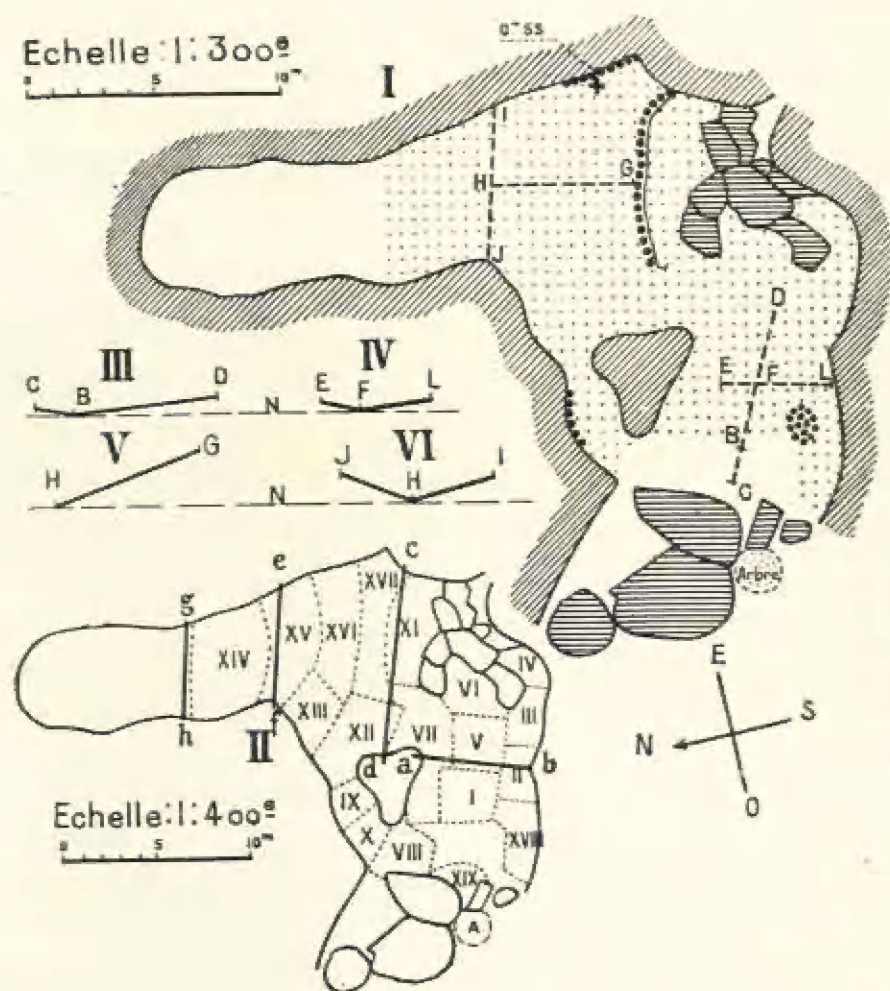 Echelle: 1: 300e
0 5 10m
I
0m55
I
H G
J
D
E F L
B
C
Arbre
III
C B D
N
IV
E F L
V
H G
N
VI
J H I
E
N S
O
II
g e c
XVII
XIV XV XVI XI
IV
VI
III
XIII XII VII V
h d a b
II
IX I
X VIII XVIII
XIX
A
Echelle: 1: 400e
0 5 10m